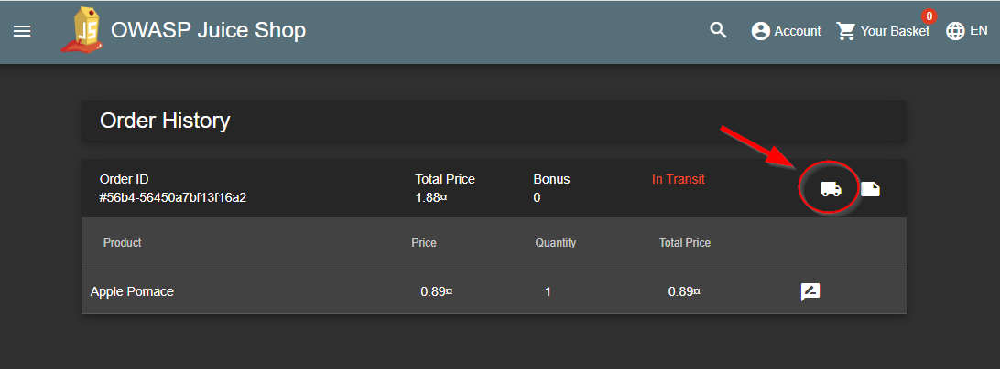 OWASP Juice Shop
Account
0
Your Basket
EN
Order History
Order ID Total Price Bonus In Transit
#56b4-56450a7bf13f16a2 1.88¤ 0
Product Price Quantity Total Price
Apple Pomace 0.89¤ 1 0.89¤